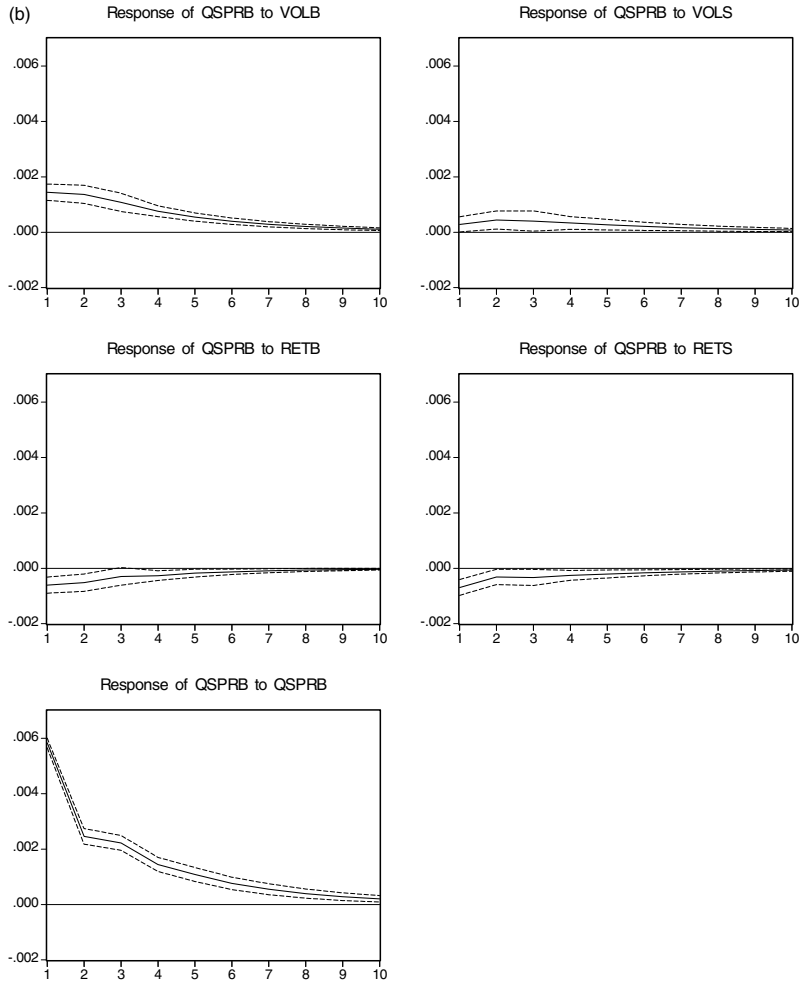 (b)
Response of QSPRB to VOLB
.006
.004
.002
.000
-.002
1 2 3 4 5 6 7 8 9 10
Response of QSPRB to VOLS
.006
.004
.002
.000
-.002
1 2 3 4 5 6 7 8 9 10
Response of QSPRB to RETB
.006
.004
.002
.000
-.002
1 2 3 4 5 6 7 8 9 10
Response of QSPRB to RETS
.006
.004
.002
.000
-.002
1 2 3 4 5 6 7 8 9 10
Response of QSPRB to QSPRB
.006
.004
.002
.000
-.002
1 2 3 4 5 6 7 8 9 10